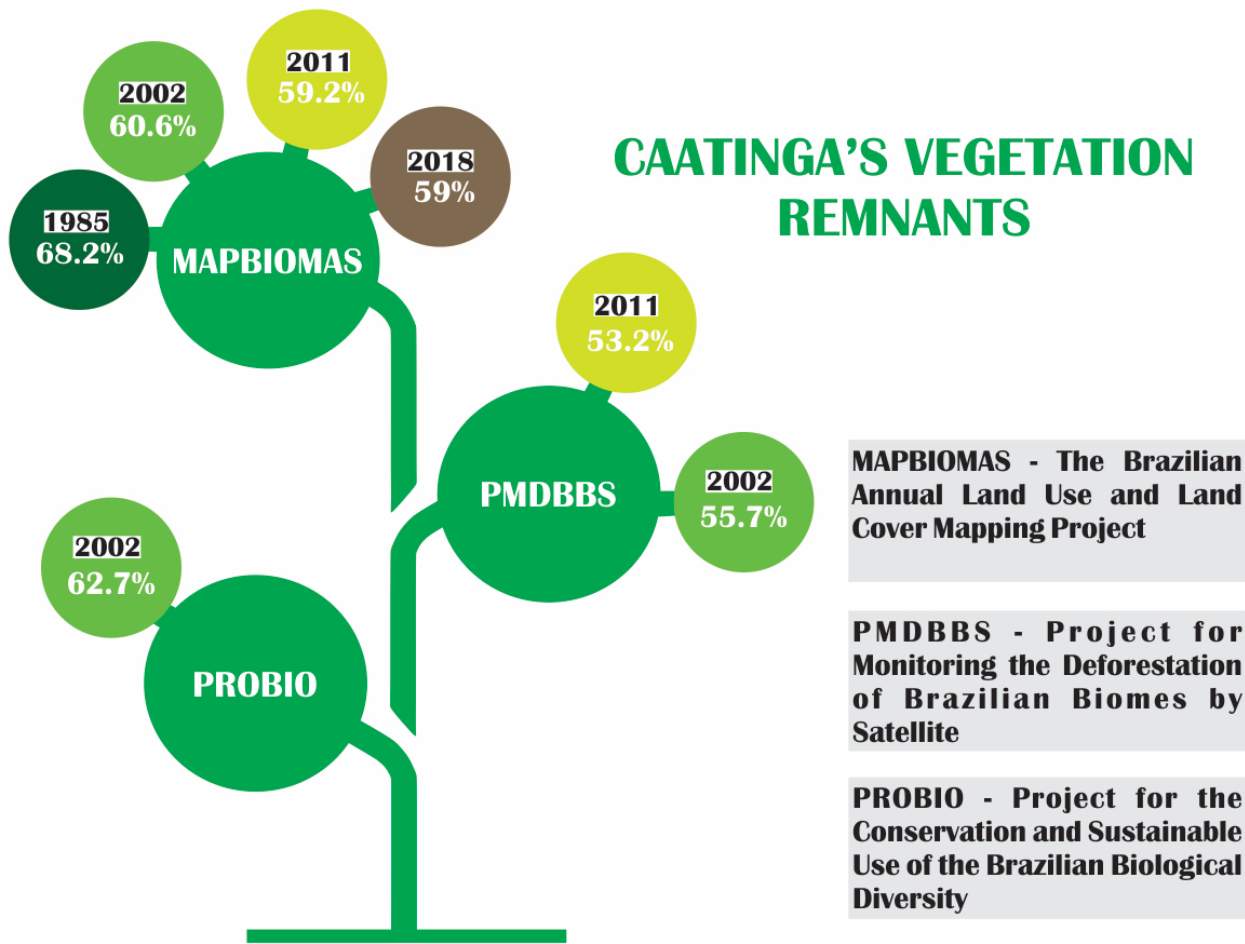 CAATINGA'S VEGETATION
REMNANTS
1985
68.2%
2002
60.6%
2011
59.2%
2018
59%
MAPBIOMAS
2011
53.2%
2002
55.7%
PMDBBS
2002
62.7%
PROBIO
MAPBIOMAS - The Brazilian
Annual Land Use and Land
Cover Mapping Project
PMDBBS - Project for
Monitoring the Deforestation
of Brazilian Biomes by
Satellite
PROBIO - Project for the
Conservation and Sustainable
Use of the Brazilian Biological
Diversity